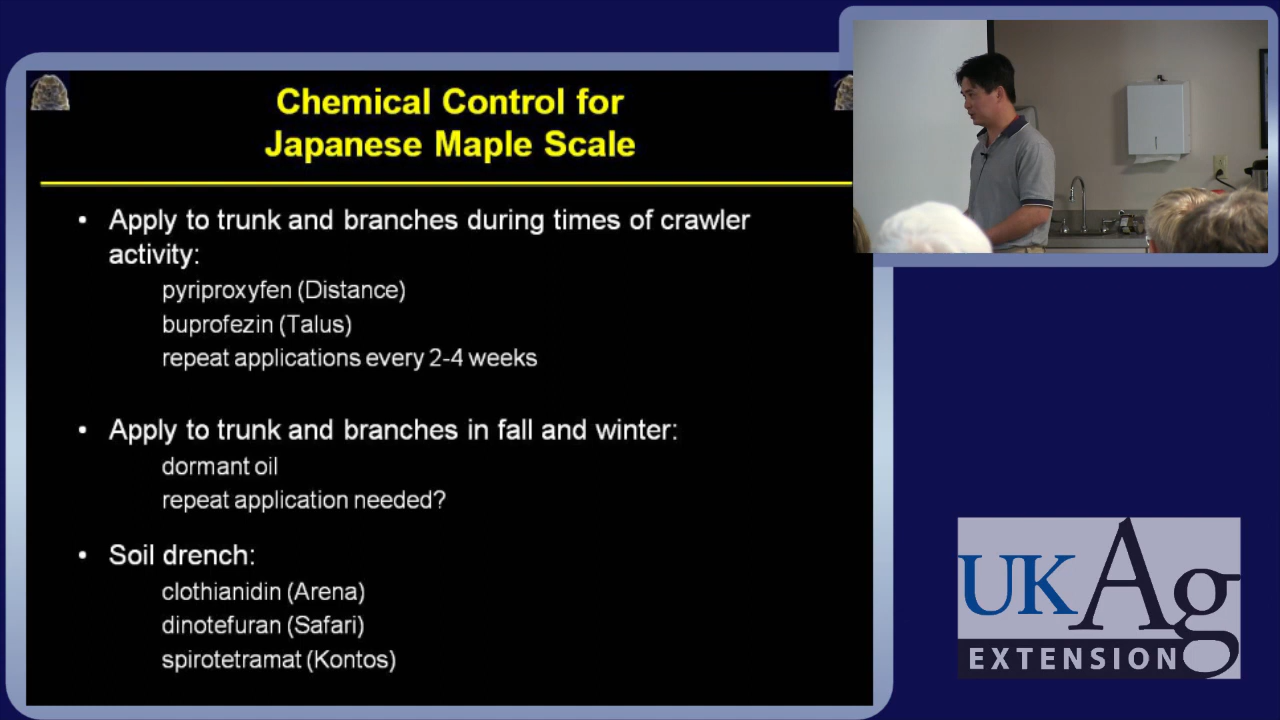 Chemical Control for
Japanese Maple Scale
• Apply to trunk and branches during times of crawler
activity:
pyriproxyfen (Distance)
buprofezin (Talus)
repeat applications every 2-4 weeks
• Apply to trunk and branches in fall and winter:
dormant oil
repeat application needed?
• Soil drench:
clothianidin (Arena)
dinotefuran (Safari)
spirotetramat (Kontos)
UKAg
EXTENSION